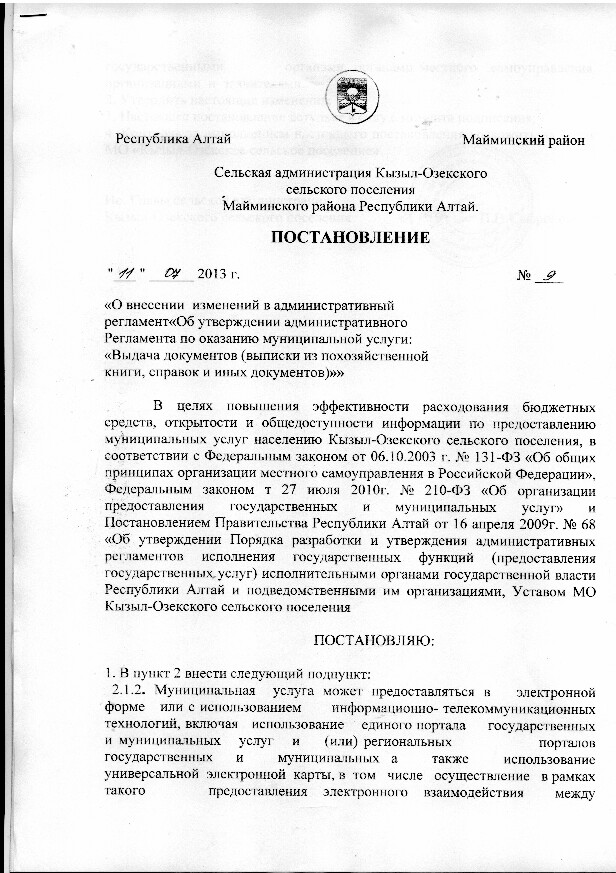 Республика Алтай Майминский район
Сельская администрация Кызыл-Озекского
сельского поселения
Майминского района Республики Алтай.
ПОСТАНОВЛЕНИЕ
" 11 " 04 2013 г. № 9
«О внесении изменений в административный
регламент«Об утверждении административного
Регламента по оказанию муниципальной услуги:
«Выдача документов (выписки из похозяйственной
книги, справок и иных документов)»»
В целях повышения эффективности расходования бюджетных
средств, открытости и общедоступности информации по предоставлению
муниципальных услуг населению Кызыл-Озекского сельского поселения, в
соответствии с Федеральным законом от 06.10.2003 г. № 131-ФЗ «Об общих
принципах организации местного самоуправления в Российской Федерации»,
Федеральным законом т 27 июля 2010г. № 210-ФЗ «Об организации
предоставления государственных и муниципальных услуг» и
Постановлением Правительства Республики Алтай от 16 апреля 2009г. № 68
«Об утверждении Порядка разработки и утверждения административных
регламентов исполнения государственных функций (предоставления
государственных услуг) исполнительными органами государственной власти
Республики Алтай и подведомственными им организациями, Уставом МО
Кызыл-Озекского сельского поселения
ПОСТАНОВЛЯЮ:
1. В пункт 2 внести следующий подпункт:
2.1.2. Муниципальная услуга может предоставляться в электронной
форме или с использованием информационно- телекоммуникационных
технологий, включая использование единого портала государственных
и муниципальных услуг и (или) региональных порталов
государственных и муниципальных а также использование
универсальной электронной карты, в том числе осуществление в рамках
такого предоставления электронного взаимодействия между